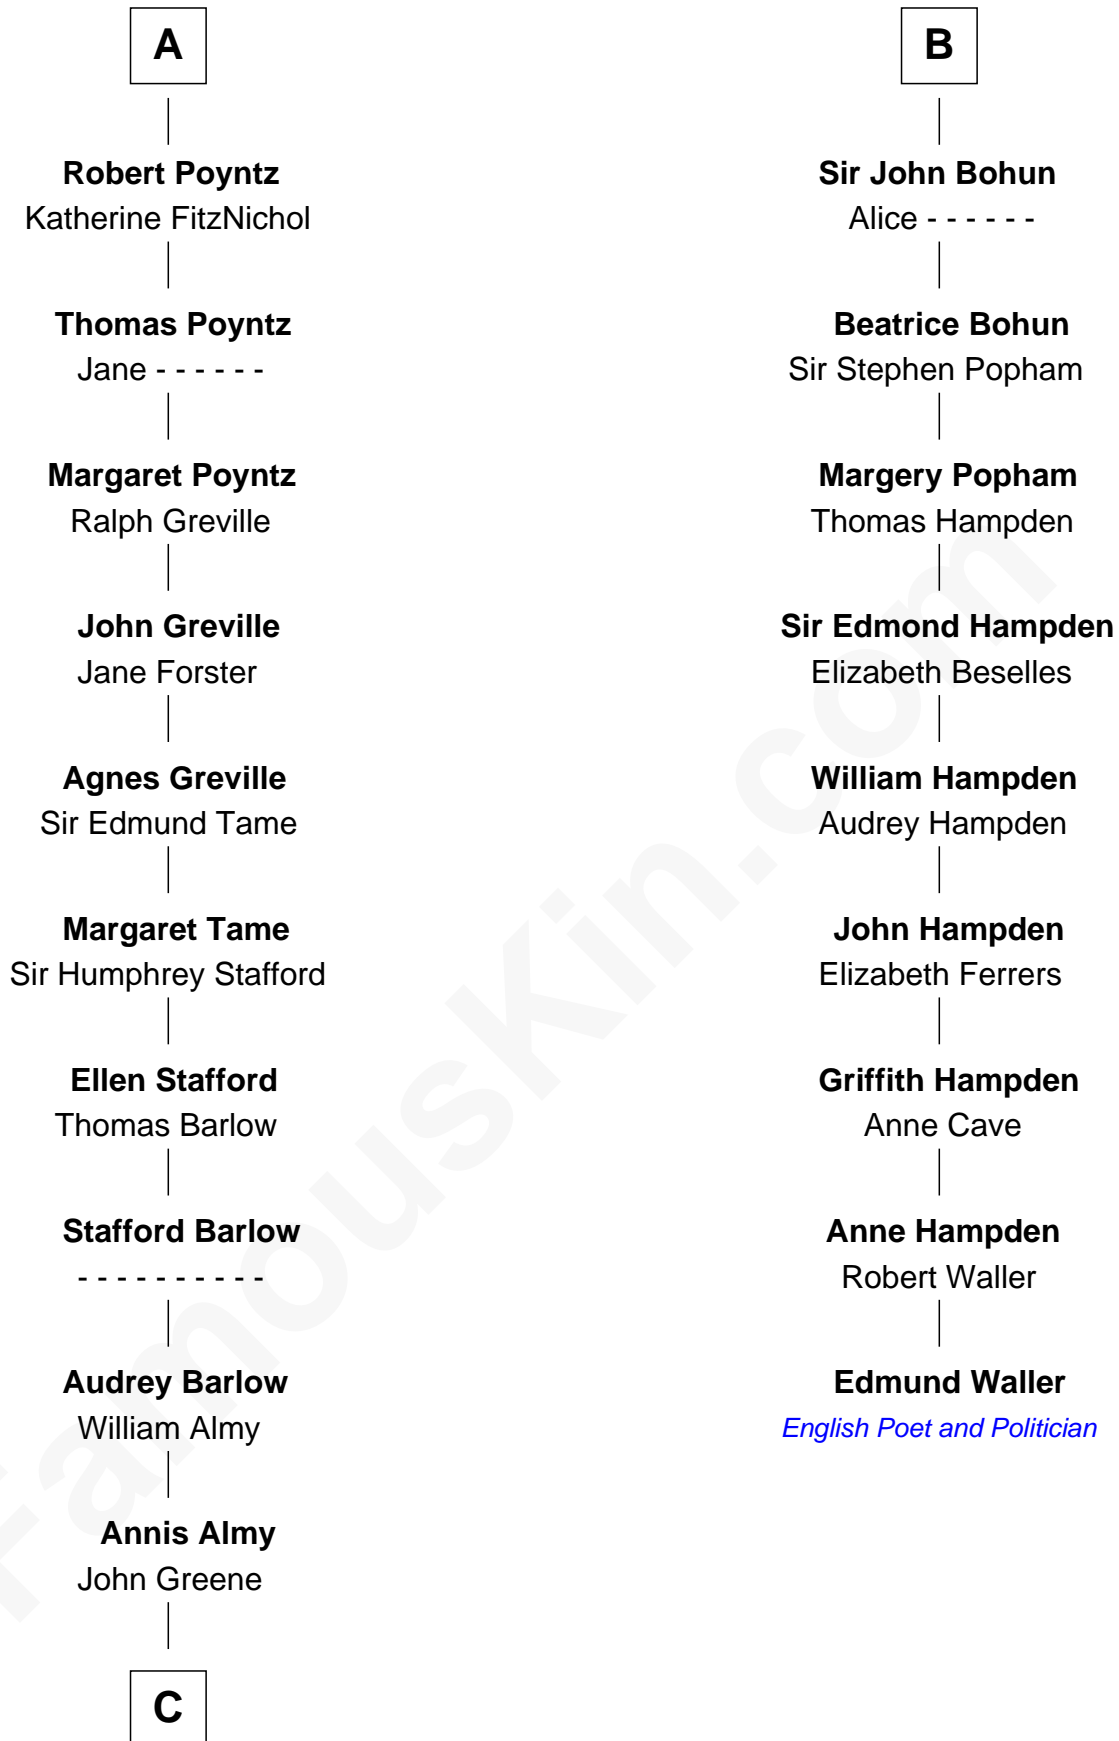 A
Robert Poyntz
Katherine FitzNichol
Thomas Poyntz
Jane - - - - - -
Margaret Poyntz
Ralph Greville
John Greville
Jane Forster
Agnes Greville
Sir Edmund Tame
Margaret Tame
Sir Humphrey Stafford
Ellen Stafford
Thomas Barlow
Stafford Barlow
- - - - - - - - - -
Audrey Barlow
William Almy
Annis Almy
John Greene
C
B
Sir John Bohun
Alice - - - - - -
Beatrice Bohun
Sir Stephen Popham
Margery Popham
Thomas Hampden
Sir Edmond Hampden
Elizabeth Beselles
William Hampden
Audrey Hampden
John Hampden
Elizabeth Ferrers
Griffith Hampden
Anne Cave
Anne Hampden
Robert Waller
Edmund Waller
English Poet and Politician
FamousKin.com